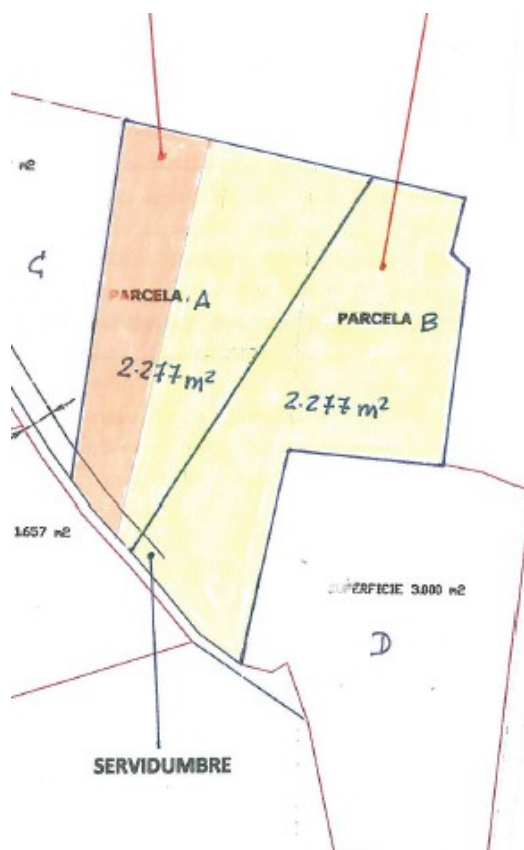 m2
C
PARCELA A
PARCELA B
2.277 m²
2.277 m²
1.657 m2
SUPERFICIE 3.000 m2
D
SERVIDUMBRE